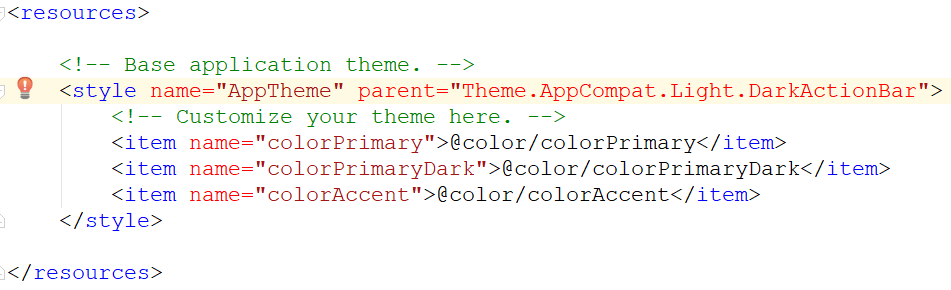 <resources>
<!-- Base application theme. -->
<style name="AppTheme" parent="Theme.AppCompat.Light.DarkActionBar">
<!-- Customize your theme here. -->
<item name="colorPrimary">@color/colorPrimary</item>
<item name="colorPrimaryDark">@color/colorPrimaryDark</item>
<item name="colorAccent">@color/colorAccent</item>
</style>
</resources>